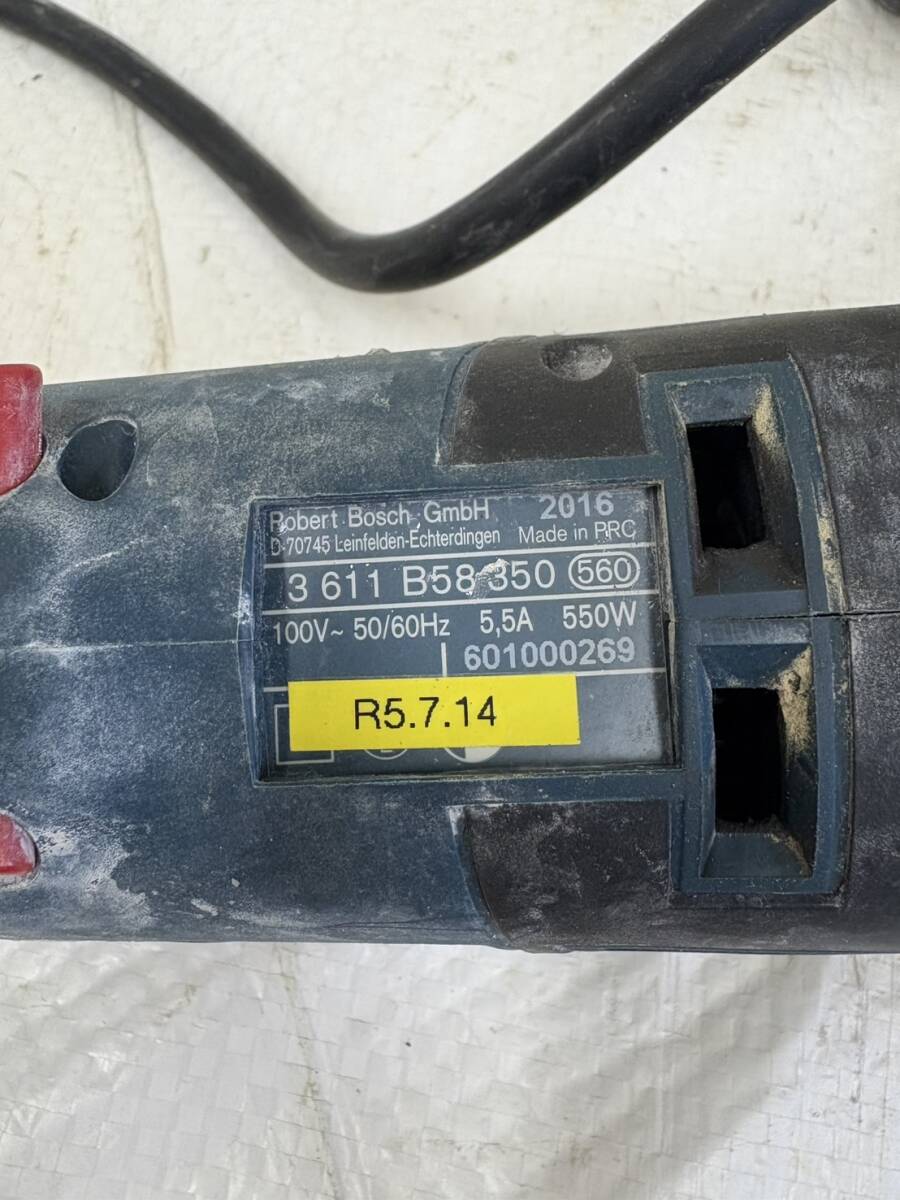 Robert Bosch GmbH 2016
D-70745 Leinfelden-Echterdingen Made in PRC
3 611 B58 350 560
100V~ 50/60Hz 5,5A 550W
601000269
R5.7.14